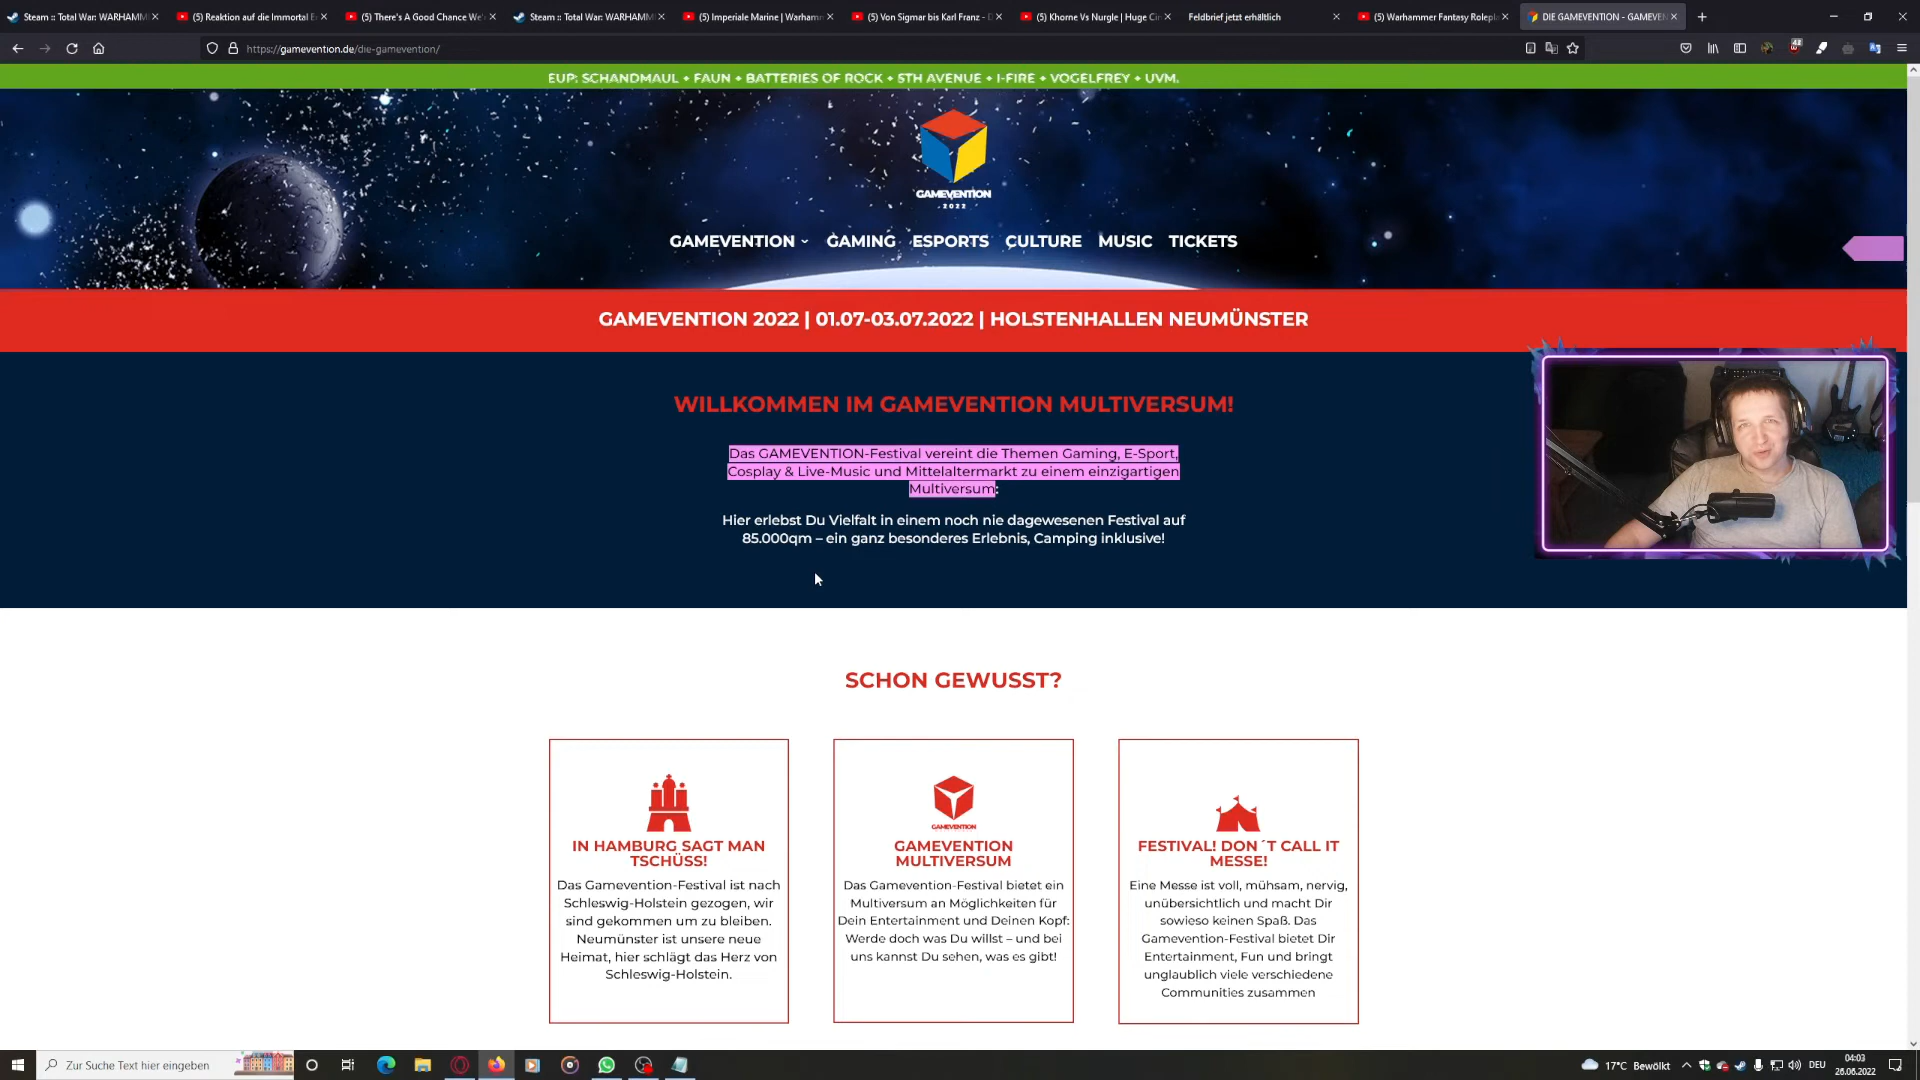 Steam :: Total War: WARHAMM
(5) Reaktion auf die Immortal E
(5) There's A Good Chance We'
Steam :: Total War: WARHAMM
(5) Imperiale Marine | Warhamm
(5) Von Sigmar bis Karl Franz - D
(5) Khorne Vs Nurgle | Huge Cin
Feldbrief jetzt erhältlich
(5) Warhammer Fantasy Rolepla
DIE GAMEVENTION - GAMEVEN
https://gamevention.de/die-gamevention/
EUP: SCHANDMAUL + FAUN + BATTERIES OF ROCK + 5TH AVENUE + I-FIRE + VOGELFREY + UVM.
GAMEVENTION
2022
GAMEVENTION GAMING ESPORTS CULTURE MUSIC TICKETS
GAMEVENTION 2022 | 01.07-03.07.2022 | HOLSTENHALLEN NEUMÜNSTER
WILLKOMMEN IM GAMEVENTION MULTIVERSUM!
Das GAMEVENTION-Festival vereint die Themen Gaming, E-Sport,
Cosplay & Live-Music und Mittelaltermarkt zu einem einzigartigen
Multiversum:
Hier erlebst Du Vielfalt in einem noch nie dagewesenen Festival auf
85.000qm – ein ganz besonderes Erlebnis, Camping inklusive!
SCHON GEWUSST?
IN HAMBURG SAGT MAN
TSCHÜSS!
Das Gamevention-Festival ist nach
Schleswig-Holstein gezogen, wir
sind gekommen um zu bleiben.
Neumünster ist unsere neue
Heimat, hier schlägt das Herz von
Schleswig-Holstein.
GAMEVENTION
GAMEVENTION
MULTIVERSUM
Das Gamevention-Festival bietet ein
Multiversum an Möglichkeiten für
Dein Entertainment und Deinen Kopf:
Werde doch was Du willst – und bei
uns kannst Du sehen, was es gibt!
FESTIVAL! DON´T CALL IT
MESSE!
Eine Messe ist voll, mühsam, nervig,
unübersichtlich und macht Dir
sowieso keinen Spaß. Das
Gamevention-Festival bietet Dir
Entertainment, Fun und bringt
unglaublich viele verschiedene
Communities zusammen
Zur Suche Text hier eingeben
17°C Bewölkt
DEU
04:03
26.06.2022